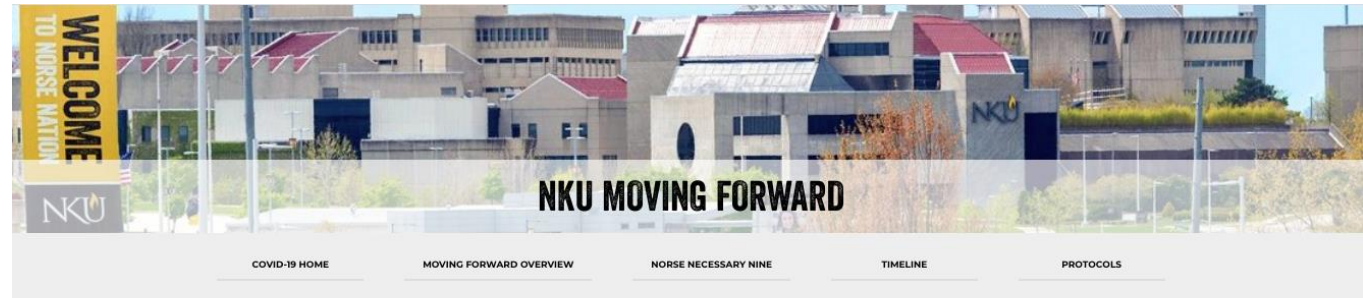 WELCOME
TO NORSE NATION
NKU
NKU
NKU MOVING FORWARD
COVID-19 HOME
MOVING FORWARD OVERVIEW
NORSE NECESSARY NINE
TIMELINE
PROTOCOLS